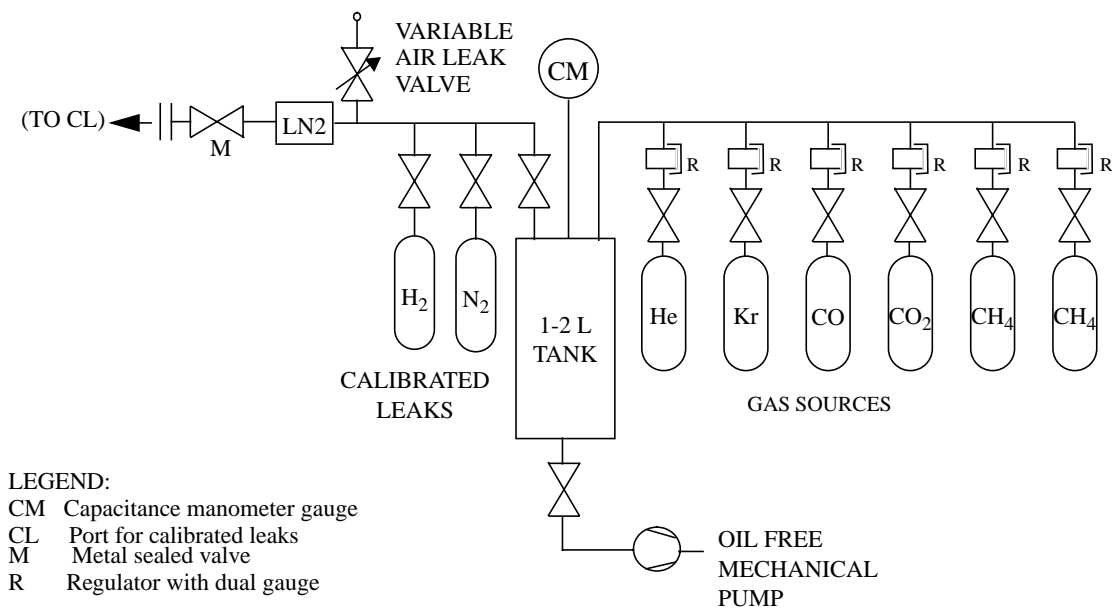 VARIABLE
AIR LEAK
VALVE
CM
(TO CL)
LN2
M
R
R
R
R
R
R
H2
N2
1-2 L
TANK
He
Kr
CO
CO2
CH4
CH4
CALIBRATED
LEAKS
GAS SOURCES
LEGEND:
CM Capacitance manometer gauge
CL Port for calibrated leaks
M Metal sealed valve
R Regulator with dual gauge
OIL FREE
MECHANICAL
PUMP